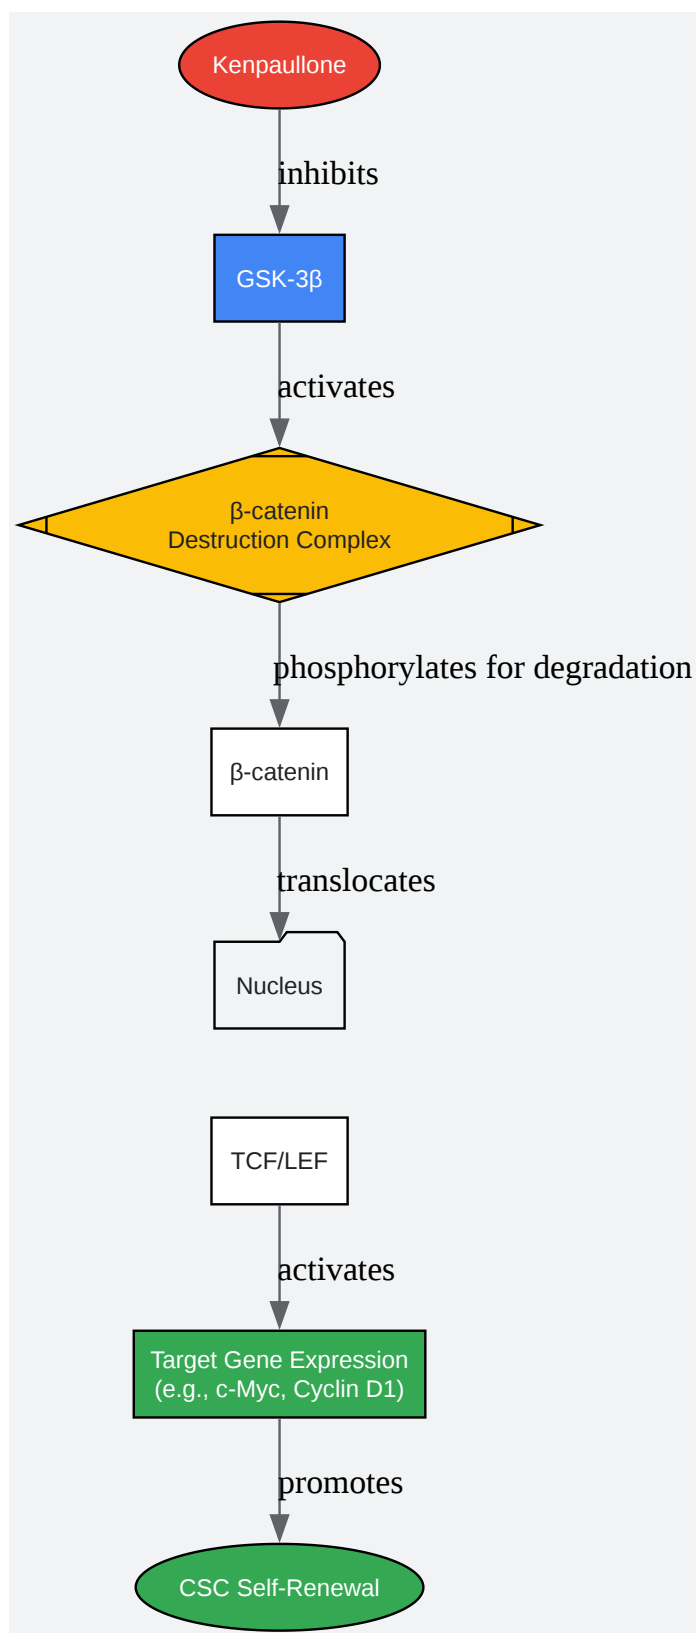 Kenpaullone
inhibits
GSK-3β
activates
β-catenin
Destruction Complex
phosphorylates for degradation
β-catenin
translocates
Nucleus
TCF/LEF
activates
Target Gene Expression
(e.g., c-Myc, Cyclin D1)
promotes
CSC Self-Renewal